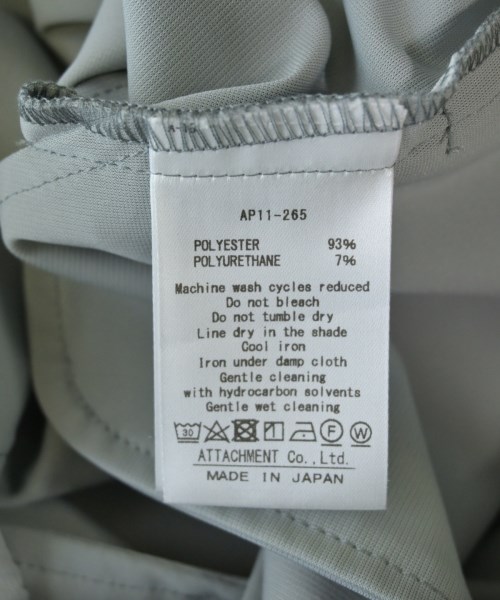 AP11-265
POLYESTER 93%
POLYURETHANE 7%
Machine wash cycles reduced
Do not bleach
Do not tumble dry
Line dry in the shade
Cool iron
Iron under damp cloth
Gentle cleaning
with hydrocarbon solvents
Gentle wet cleaning
30 F W
ATTACHMENT Co.,Ltd.
MADE IN JAPAN